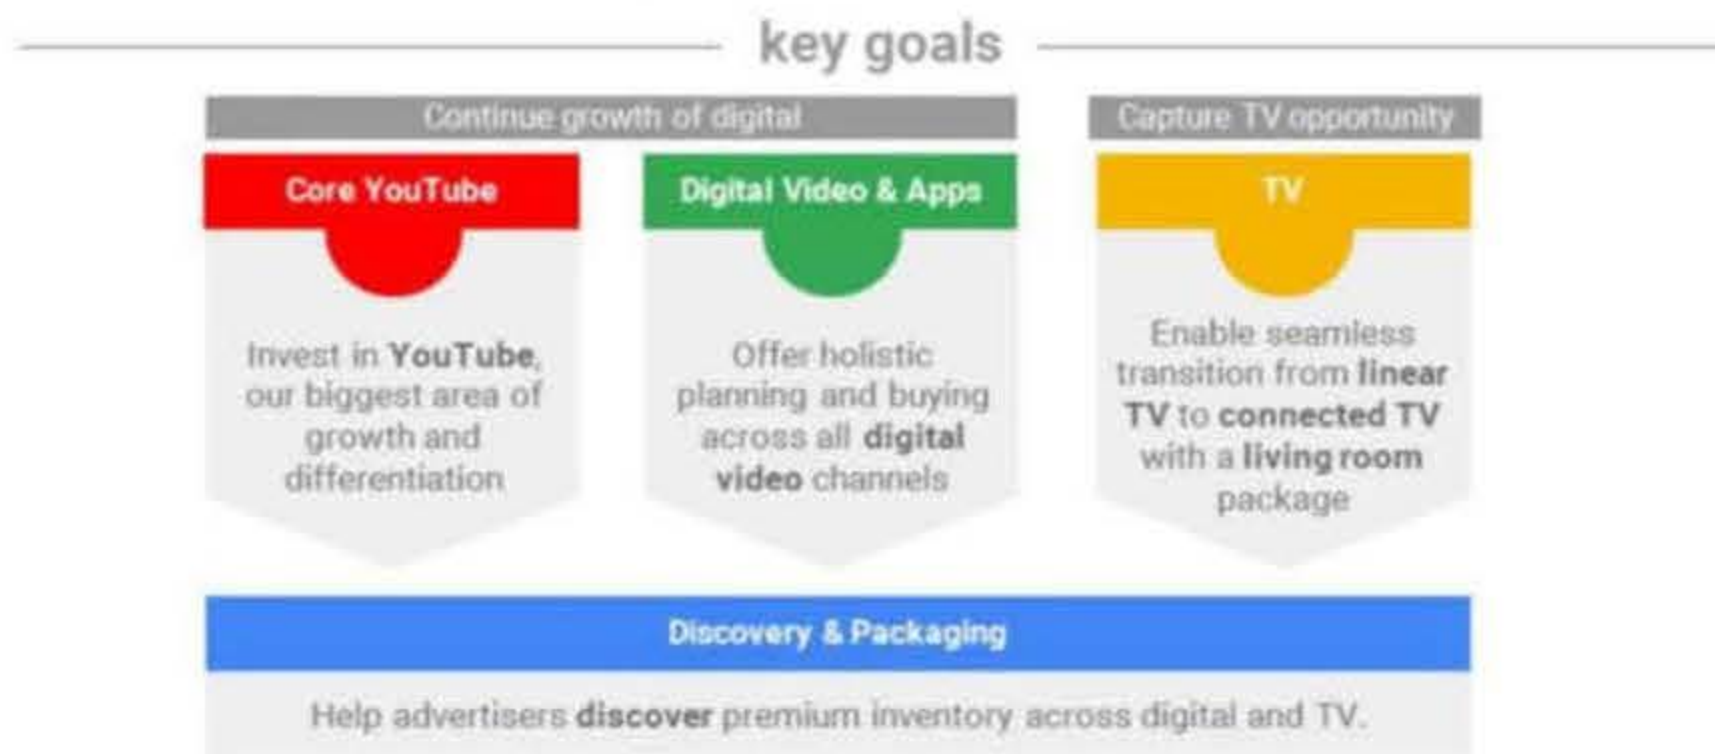 key goals
Continue growth of digital
Capture TV opportunity
Core YouTube
Invest in YouTube,
our biggest area of
growth and
differentiation
Digital Video & Apps
Offer holistic
planning and buying
across all digital
video channels
TV
Enable seamless
transition from linear
TV to connected TV
with a living room
package
Discovery & Packaging
Help advertisers discover premium inventory across digital and TV.